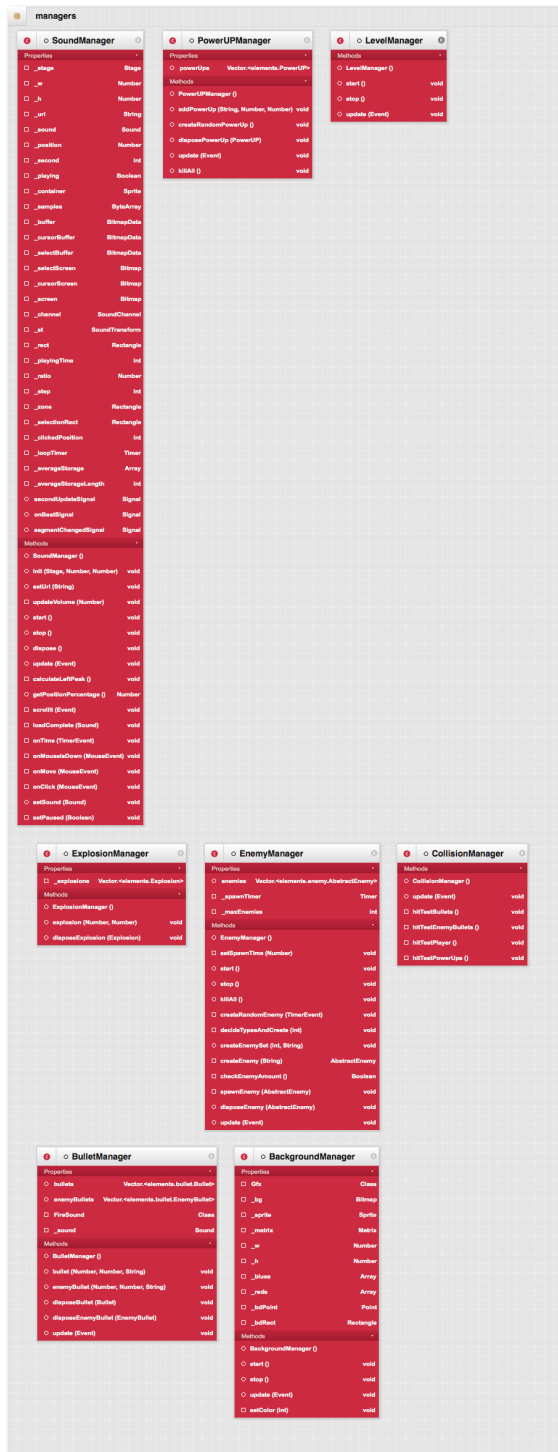 managers
SoundManager
Properties
_stage Stage
_w Number
_h Number
_url String
_sound Sound
_position Number
_second int
_playing Boolean
_container Sprite
_samples ByteArray
_buffer BitmapData
_cursorBuffer BitmapData
_selectBuffer BitmapData
_selectScreen Bitmap
_cursorScreen Bitmap
_screen Bitmap
_channel SoundChannel
_st SoundTransform
_rect Rectangle
_playingTime int
_ratio Number
_step int
_zone Rectangle
_selectionRect Rectangle
_clickedPosition int
_loopTimer Timer
_averageStorage Array
_averageStorageLength int
secondUpdateSignal Signal
onBeatSignal Signal
segmentChangedSignal Signal
Methods
SoundManager ()
init (Stage, Number, Number) void
setUrl (String) void
updateVolume (Number) void
start () void
stop () void
dispose () void
update (Event) void
calculateLeftPeak () void
getPositionPercentage () Number
scrollIt (Event) void
loadComplete (Sound) void
onTime (TimerEvent) void
onMouseIsDown (MouseEvent) void
onMove (MouseEvent) void
onClick (MouseEvent) void
setSound (Sound) void
setPaused (Boolean) void
PowerUPManager
Properties
powerUps Vector.<elements.PowerUP>
Methods
PowerUPManager ()
addPowerUp (String, Number, Number) void
createRandomPowerUp () void
disposePowerUp (PowerUP) void
update (Event) void
killAll () void
LevelManager
Methods
LevelManager ()
start () void
stop () void
update (Event) void
ExplosionManager
Properties
_explosions Vector.<elements.Explosion>
Methods
ExplosionManager ()
explosion (Number, Number) void
disposeExplosion (Explosion) void
EnemyManager
Properties
enemies Vector.<elements.enemy.AbstractEnemy>
_spawnTimer Timer
_maxEnemies int
Methods
EnemyManager ()
setSpawnTime (Number) void
start () void
stop () void
killAll () void
createRandomEnemy (TimerEvent) void
decideTypesAndCreate (int) void
createEnemySet (int, String) void
createEnemy (String) AbstractEnemy
checkEnemyAmount () Boolean
spawnEnemy (AbstractEnemy) void
disposeEnemy (AbstractEnemy) void
update (Event) void
CollisionManager
Methods
CollisionManager ()
update (Event) void
hitTestBullets () void
hitTestEnemyBullets () void
hitTestPlayer () void
hitTestPowerUps () void
BulletManager
Properties
bullets Vector.<elements.bullet.Bullet>
enemyBullets Vector.<elements.bullet.EnemyBullet>
FireSound Class
_sound Sound
Methods
BulletManager ()
bullet (Number, Number, String) void
enemyBullet (Number, Number, String) void
disposeBullet (Bullet) void
disposeEnemyBullet (EnemyBullet) void
update (Event) void
BackgroundManager
Properties
Gfx Class
_bg Bitmap
_sprite Sprite
_matrix Matrix
_w Number
_h Number
_blues Array
_reds Array
_bdPoint Point
_bdRect Rectangle
Methods
BackgroundManager ()
start () void
stop () void
update (Event) void
setColor (int) void